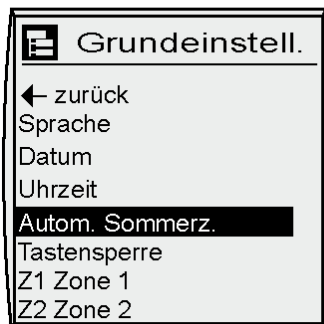 Grundeinstell.
← zurück
Sprache
Datum
Uhrzeit
Autom. Sommerz.
Tastensperre
Z1 Zone 1
Z2 Zone 2